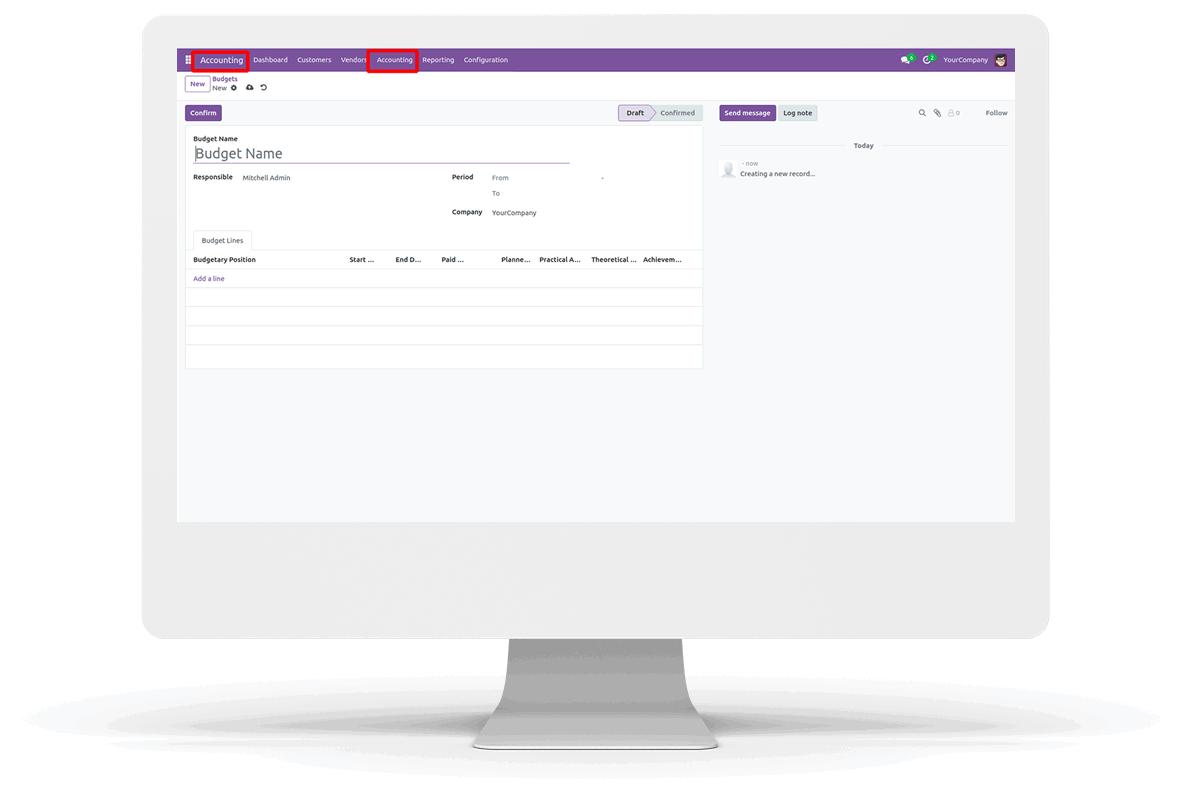 Accounting Dashboard Customers Vendors Accounting Reporting Configuration 6 2 YourCompany
New Budgets
New
Confirm Draft Confirmed Send message Log note 0 Follow
Budget Name
Budget Name
Today
- now
Creating a new record...
Responsible Mitchell Admin Period From -
To
Company YourCompany
Budget Lines
Budgetary Position Start ... End D... Paid ... Planne... Practical A... Theoretical ... Achievem...
Add a line